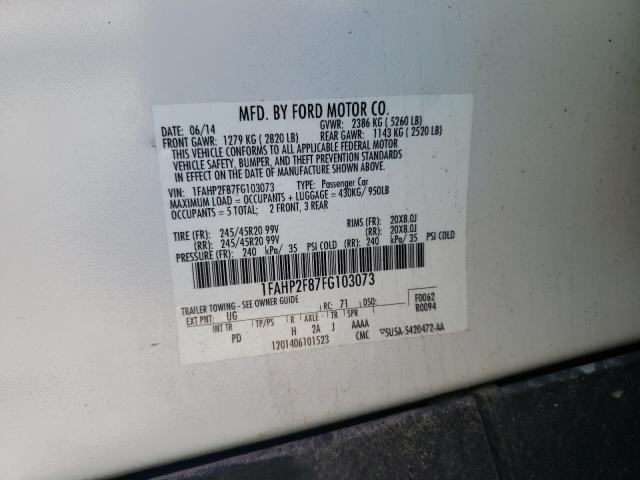 MFD. BY FORD MOTOR CO.
DATE: 06/14 GVWR: 2386 KG ( 5260 LB)
FRONT GAWR: 1279 KG ( 2820 LB) REAR GAWR: 1143 KG ( 2520 LB)
THIS VEHICLE CONFORMS TO ALL APPLICABLE FEDERAL MOTOR
VEHICLE SAFETY, BUMPER, AND THEFT PREVENTION STANDARDS
IN EFFECT ON THE DATE OF MANUFACTURE SHOWN ABOVE.
VIN: 1FAHP2F87FG103073 TYPE: Passenger Car
MAXIMUM LOAD = OCCUPANTS + LUGGAGE = 430KG/ 950LB
OCCUPANTS = 5 TOTAL; 2 FRONT, 3 REAR
TIRE (FR): 245/45R20 99V RIMS (FR): 20X8.0J
(RR): 245/45R20 99V (RR): 20X8.0J
PRESSURE (FR): 240 kPa/ 35 PSI COLD (RR): 240 kPa/ 35 PSI COLD
1FAHP2F87FG103073
TRAILER TOWING - SEE OWNER GUIDE
EXT PNT: UG RC: 71 DSO: F0062
INT TR TP/PS AXLE TR SPR R0094
PD H 2A J AAAA
1201406101523 CMC 5U5A-5420472-AA